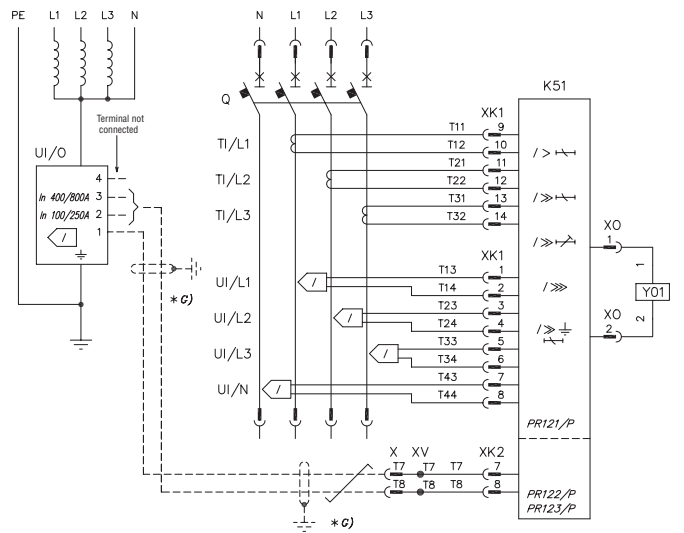 PE L1 L2 L3 N
N L1 L2 L3
K51
Q
XK1
Terminal not
connected
UI/O
4
In 400/800A 3
In 100/250A 2
1
/
* G)
TI/L1
T11 9
T12 10
TI/L2
T21 11
T22 12
TI/L3
T31 13
T32 14
XK1
UI/L1
/
T13 1
T14 2
UI/L2
/
T23 3
T24 4
UI/L3
/
T33 5
T34 6
UI/N
/
T43 7
T44 8
/ >
/ >>
/ >>
/ >>>
/ >>
XO
1
1
YO1
2
XO
2
PR121/P
X XV XK2
T7 T7 T7 7
T8 T8 T8 8
PR122/P
PR123/P
* G)